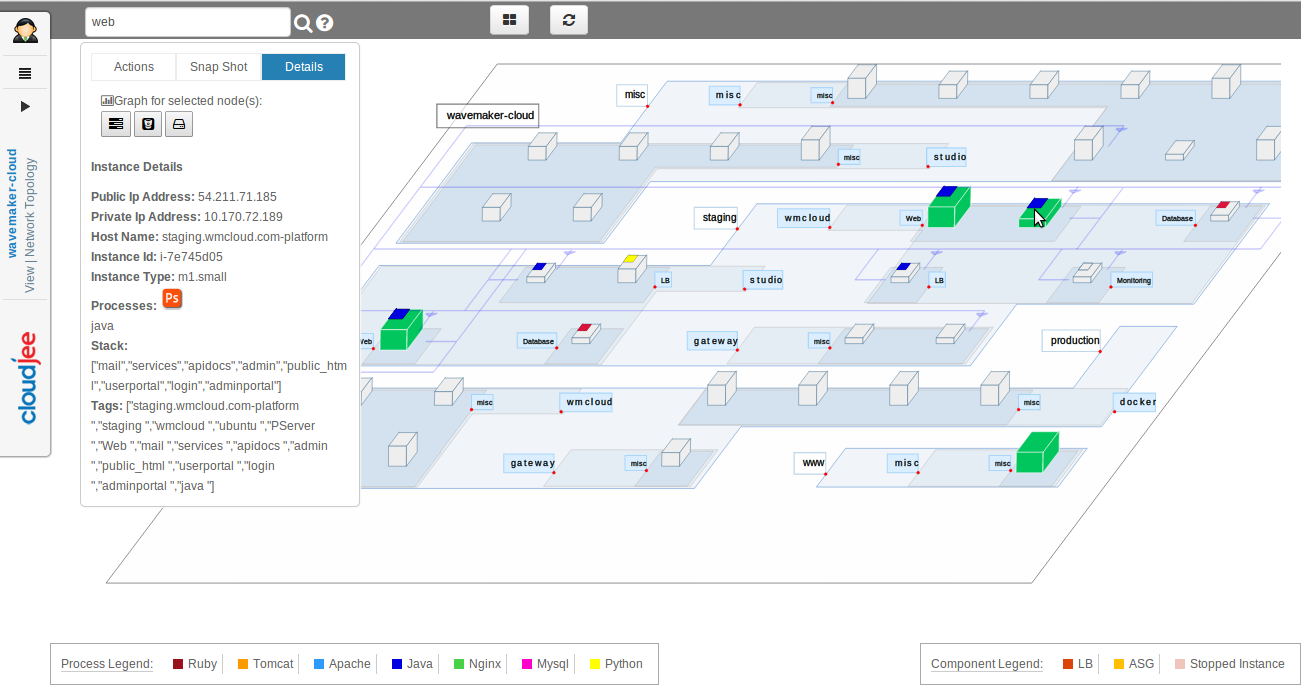 web
Actions
Snap Shot
Details
Graph for selected node(s):
Instance Details
Public Ip Address: 54.211.71.185
Private Ip Address: 10.170.72.189
Host Name: staging.wmcloud.com-platform
Instance Id: i-7e745d05
Instance Type: m1.small
Processes: Ps
java
Stack:
["mail","services","apidocs","admin","public_htm
l","userportal","login","adminportal"]
Tags: ["staging.wmcloud.com-platform
","staging ","wmcloud ","ubuntu ","PServer
","Web ","mail ","services ","apidocs ","admin
","public_html ","userportal ","login
","adminportal ","java "]
wavemaker-cloud
View | Network Topology
cloudjee
misc
misc
misc
wavemaker-cloud
misc
studio
staging
wmcloud
Web
Database
LB
studio
LB
Monitoring
Web
Database
gateway
misc
production
misc
wmcloud
misc
docker
gateway
misc
www
misc
misc
Process Legend:
Ruby
Tomcat
Apache
Java
Nginx
Mysql
Python
Component Legend:
LB
ASG
Stopped Instance